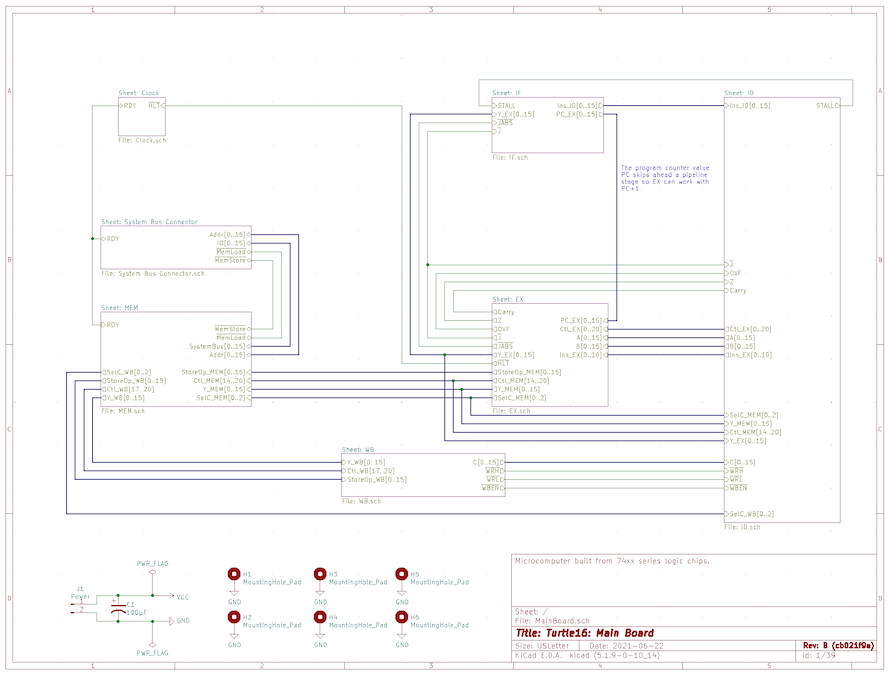 1 2 3 4 5
A
B
C
D
Sheet: Clock
RDY HLT
File: Clock.sch
Sheet: IF
STALL Ins_ID[0..15]
Y_EX[0..15] PC_EX[0..15]
JABS
J
File: IF.sch
Sheet: ID
Ins_ID[0..15] STALL
The program counter value
PC skips ahead a pipeline
stage so EX can work with
PC+1.
Sheet: System Bus Connector
RDY
Addr[0..15]
IO[0..15]
MemLoad
MemStore
File: System Bus Connector.sch
J
OVF
Z
Carry
Sheet: MEM
RDY
MemStore
MemLoad
SystemBus[0..15]
Addr[0..15]
SelC_WB[0..2] StoreOp_MEM[0..15]
StoreOp_WB[0..15] Ctl_MEM[14..20]
Ctl_WB[17..20] Y_MEM[0..15]
Y_WB[0..15] SelC_MEM[0..2]
File: MEM.sch
Sheet: EX
Carry
Z PC_EX[0..15]
OVF Ctl_EX[0..20]
J A[0..15]
JABS B[0..15]
Y_EX[0..15] Ins_EX[0..10]
HLT
StoreOp_MEM[0..15]
Ctl_MEM[14..20]
Y_MEM[0..15]
SelC_MEM[0..2]
File: EX.sch
Ctl_EX[0..20]
A[0..15]
B[0..15]
Ins_EX[0..10]
SelC_MEM[0..2]
Y_MEM[0..15]
Ctl_MEM[14..20]
Y_EX[0..15]
Sheet: WB
Y_WB[0..15] C[0..15]
Ctl_WB[17..20] WRH
StoreOp_WB[0..15] WRL
WBEN
File: WB.sch
C[0..15]
WRH
WRL
WBEN
SelC_WB[0..2]
File: ID.sch
PWR_FLAG
J1
Power
1
2
C1
100µF
VCC
GND
PWR_FLAG
H1
MountingHole_Pad
GND
H3
MountingHole_Pad
GND
H5
MountingHole_Pad
GND
H2
MountingHole_Pad
GND
H4
MountingHole_Pad
GND
H6
MountingHole_Pad
GND
Microcomputer built from 74xx series logic chips.
Sheet: /
File: MainBoard.sch
Title: Turtle16: Main Board
Size: USLetter Date: 2021-06-22 Rev: B (cb021f9a)
KiCad E.D.A. kicad (5.1.9-0-10_14) Id: 1/39
1 2 3 4 5
A
B
C
D